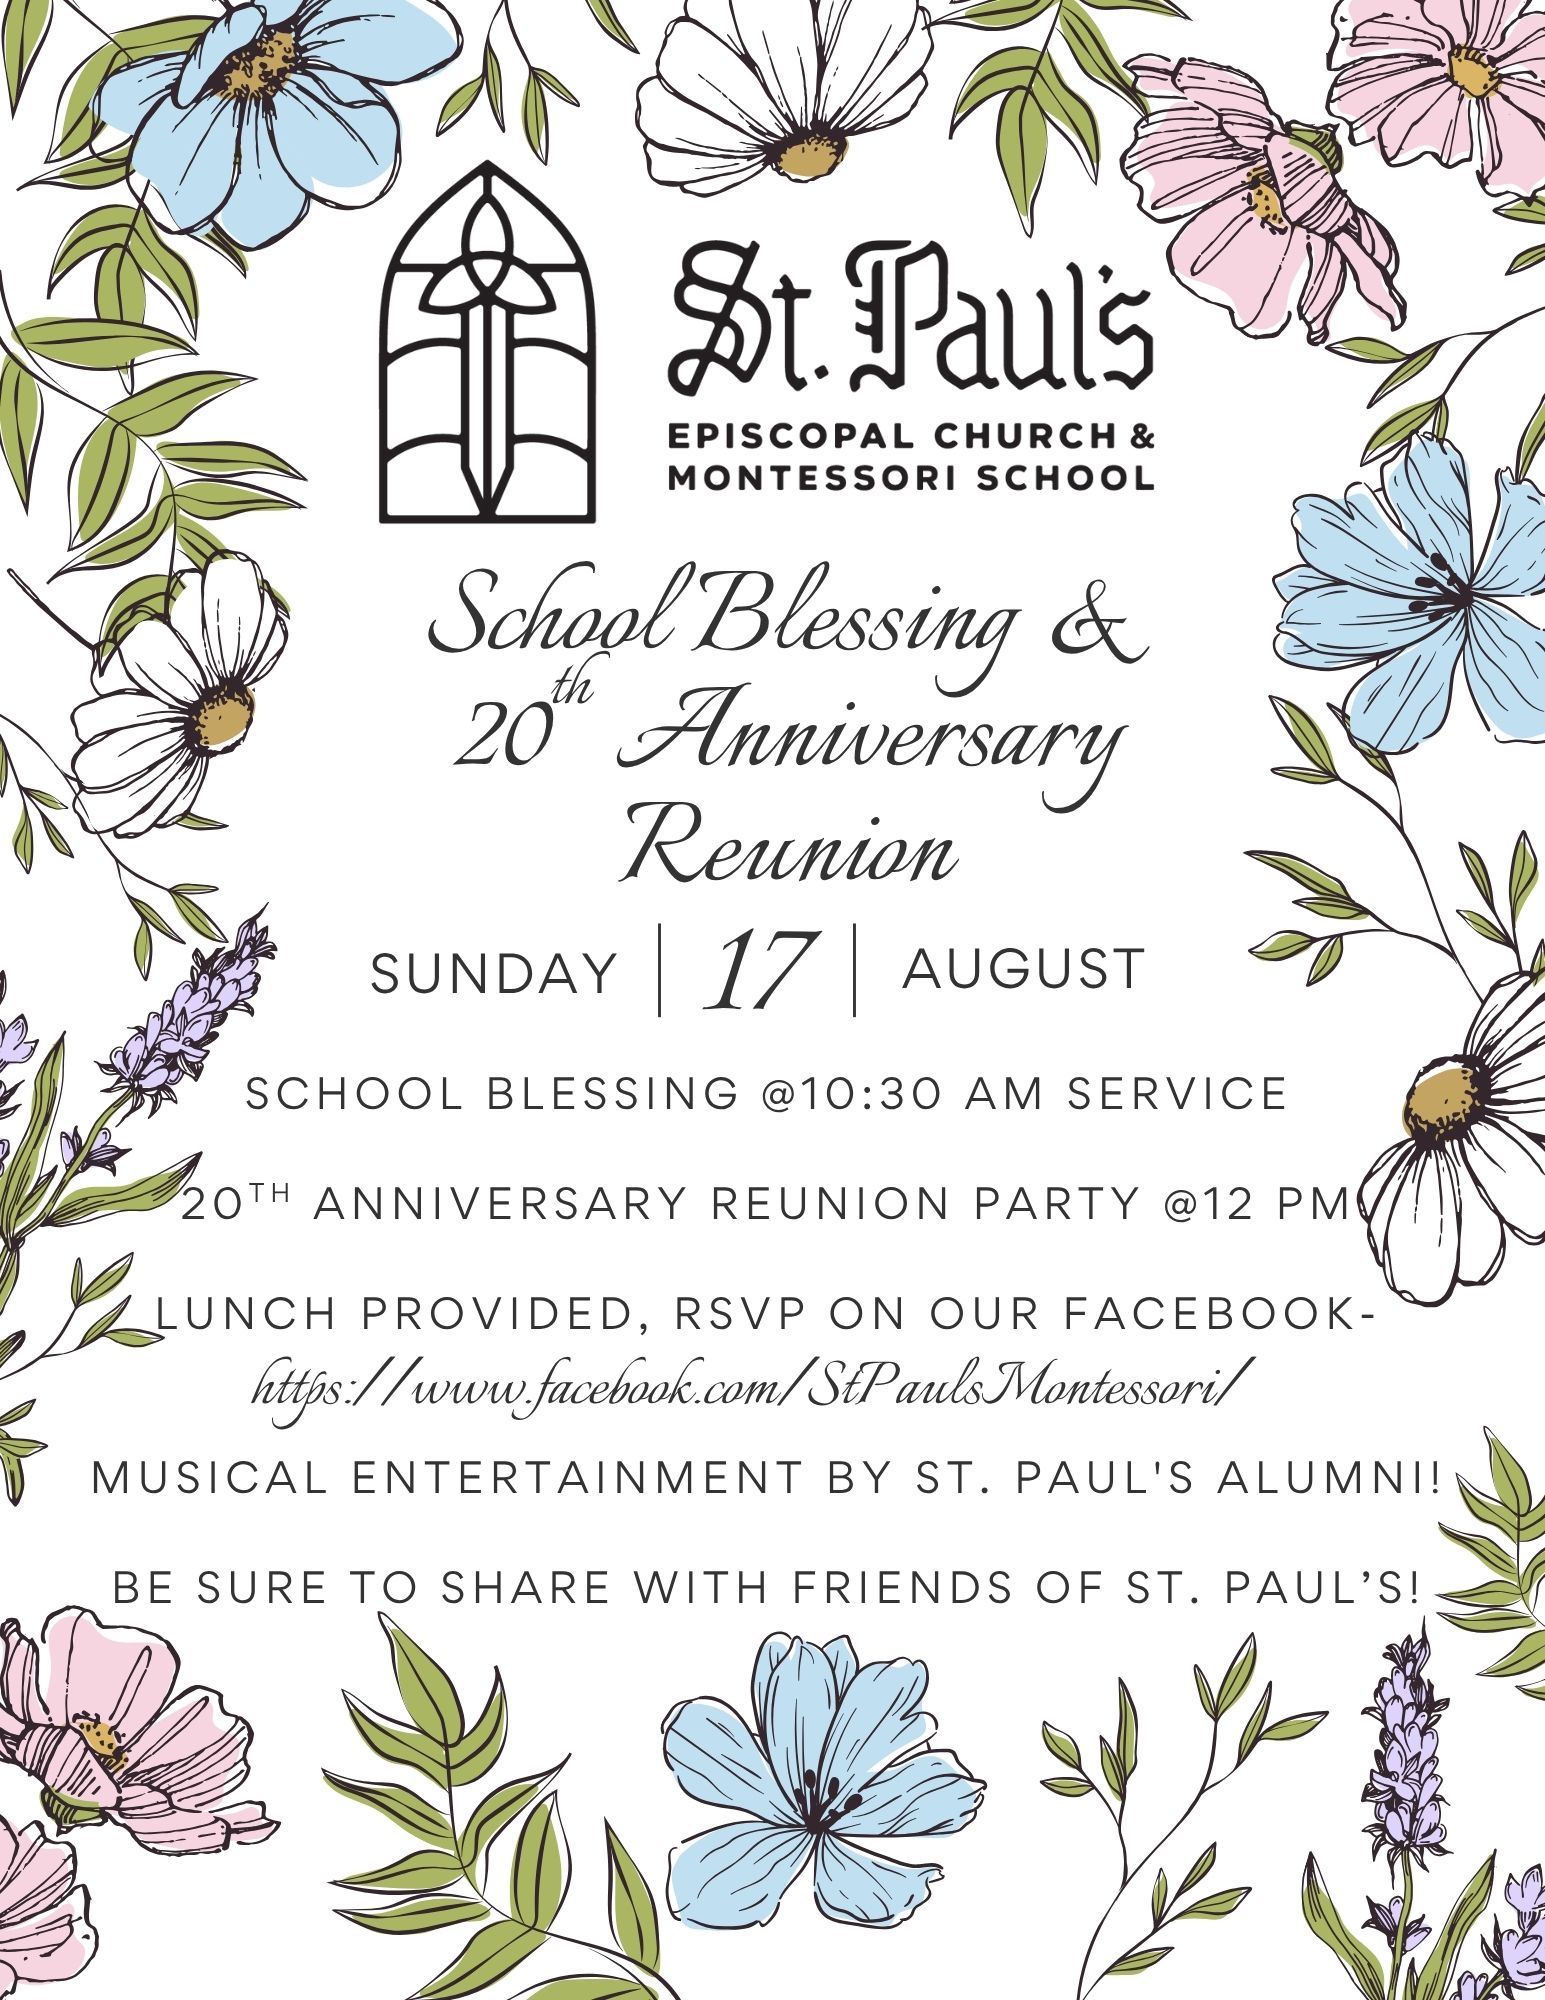 St. Paul's
EPISCOPAL CHURCH &
MONTESSORI SCHOOL
School Blessing &
20th Anniversary
Reunion
SUNDAY | 17 | AUGUST
SCHOOL BLESSING @10:30 AM SERVICE
20TH ANNIVERSARY REUNION PARTY @12 PM
LUNCH PROVIDED, RSVP ON OUR FACEBOOK-
https://www.facebook.com/StPaulsMontessori/
MUSICAL ENTERTAINMENT BY ST. PAUL'S ALUMNI!
BE SURE TO SHARE WITH FRIENDS OF ST. PAUL’S!